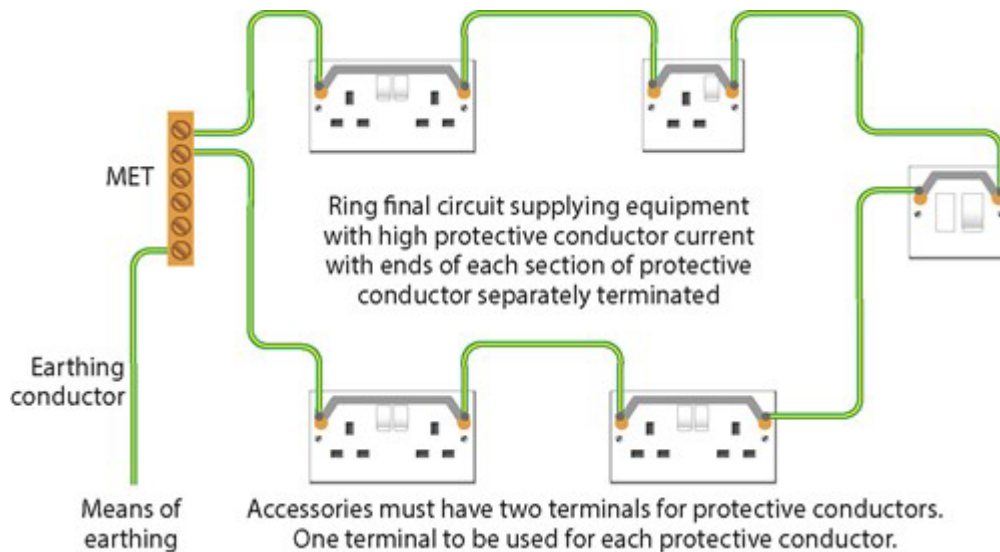 MET
Ring final circuit supplying equipment
with high protective conductor current
with ends of each section of protective
conductor separately terminated
Earthing
conductor
Means of
earthing
Accessories must have two terminals for protective conductors.
One terminal to be used for each protective conductor.